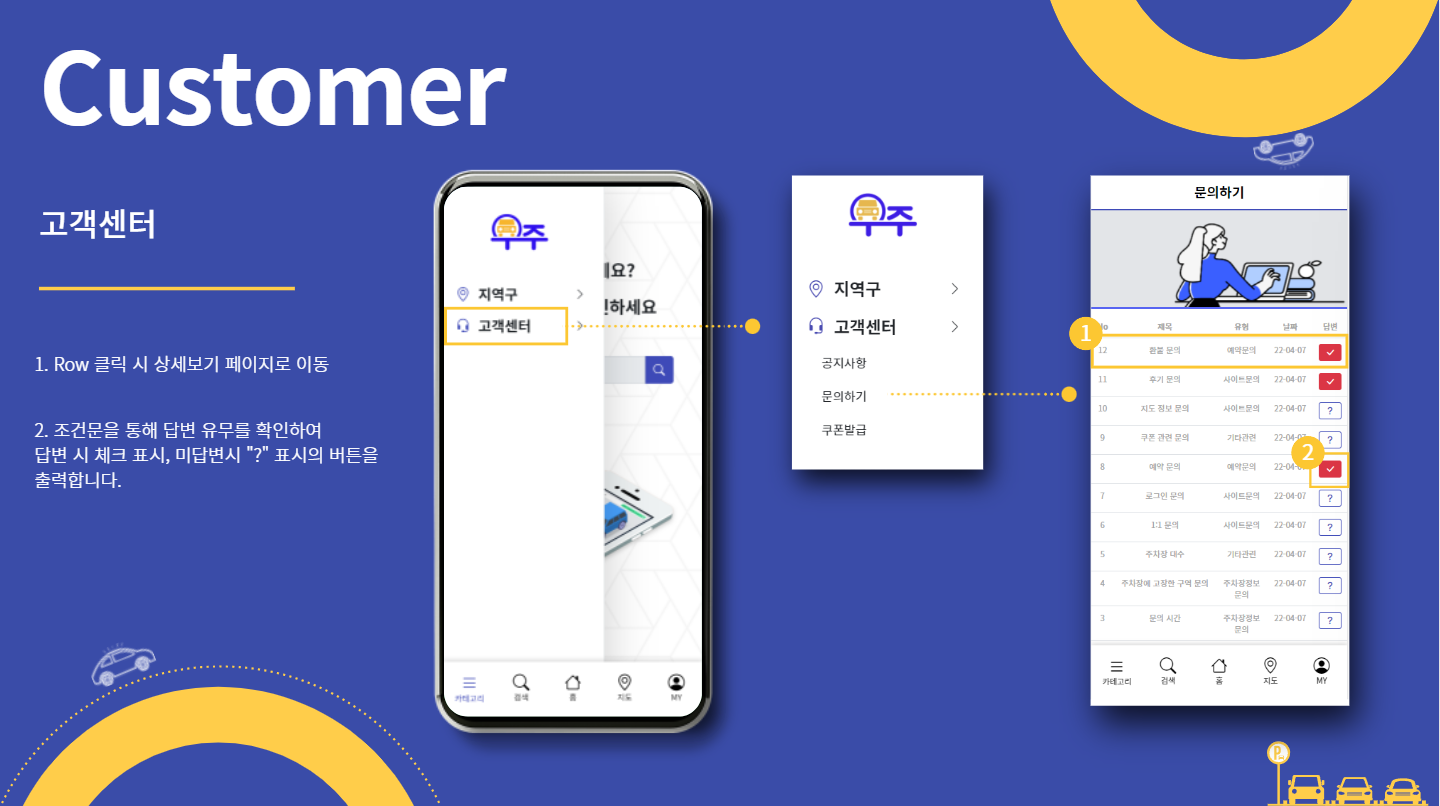 Customer
고객센터
1. Row 클릭 시 상세보기 페이지로 이동
2. 조건문을 통해 답변 유무를 확인하여
답변 시 체크 표시, 미답변시 "?" 표시의 버튼을
출력합니다.
우주
요?
하세요
지역구
고객센터
카테고리
검색
홈
지도
MY
우주
지역구
고객센터
공지사항
문의하기
쿠폰발급
문의하기
제목 유형 날짜 답변
1
12 환불 문의 예약문의 22-04-07
11 후기 문의 사이트문의 22-04-07
10 지도 정보 문의 사이트문의 22-04-07 ?
9 쿠폰 관련 문의 기타관련 22-04-07 ?
2
8 예약 문의 예약문의 22-04-
7 로그인 문의 사이트문의 22-04-07 ?
6 1:1 문의 사이트문의 22-04-07 ?
5 주차장 대수 기타관련 22-04-07 ?
4 주차장에 고장한 구역 문의 주차장정보 22-04-07 ?
문의
3 문의 시간 주차장정보 22-04-07 ?
문의
카테고리
검색
홈
지도
MY
P